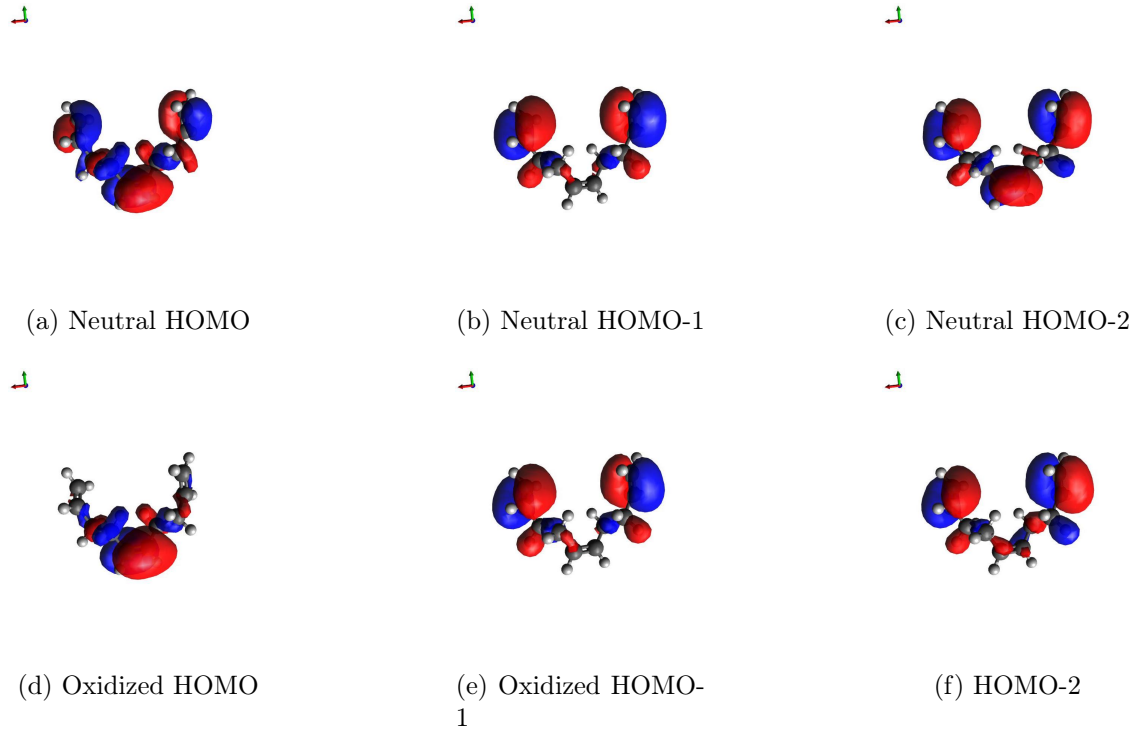 (a) Neutral HOMO
(b) Neutral HOMO-1
(c) Neutral HOMO-2
(d) Oxidized HOMO
(e) Oxidized HOMO-
1
(f) HOMO-2